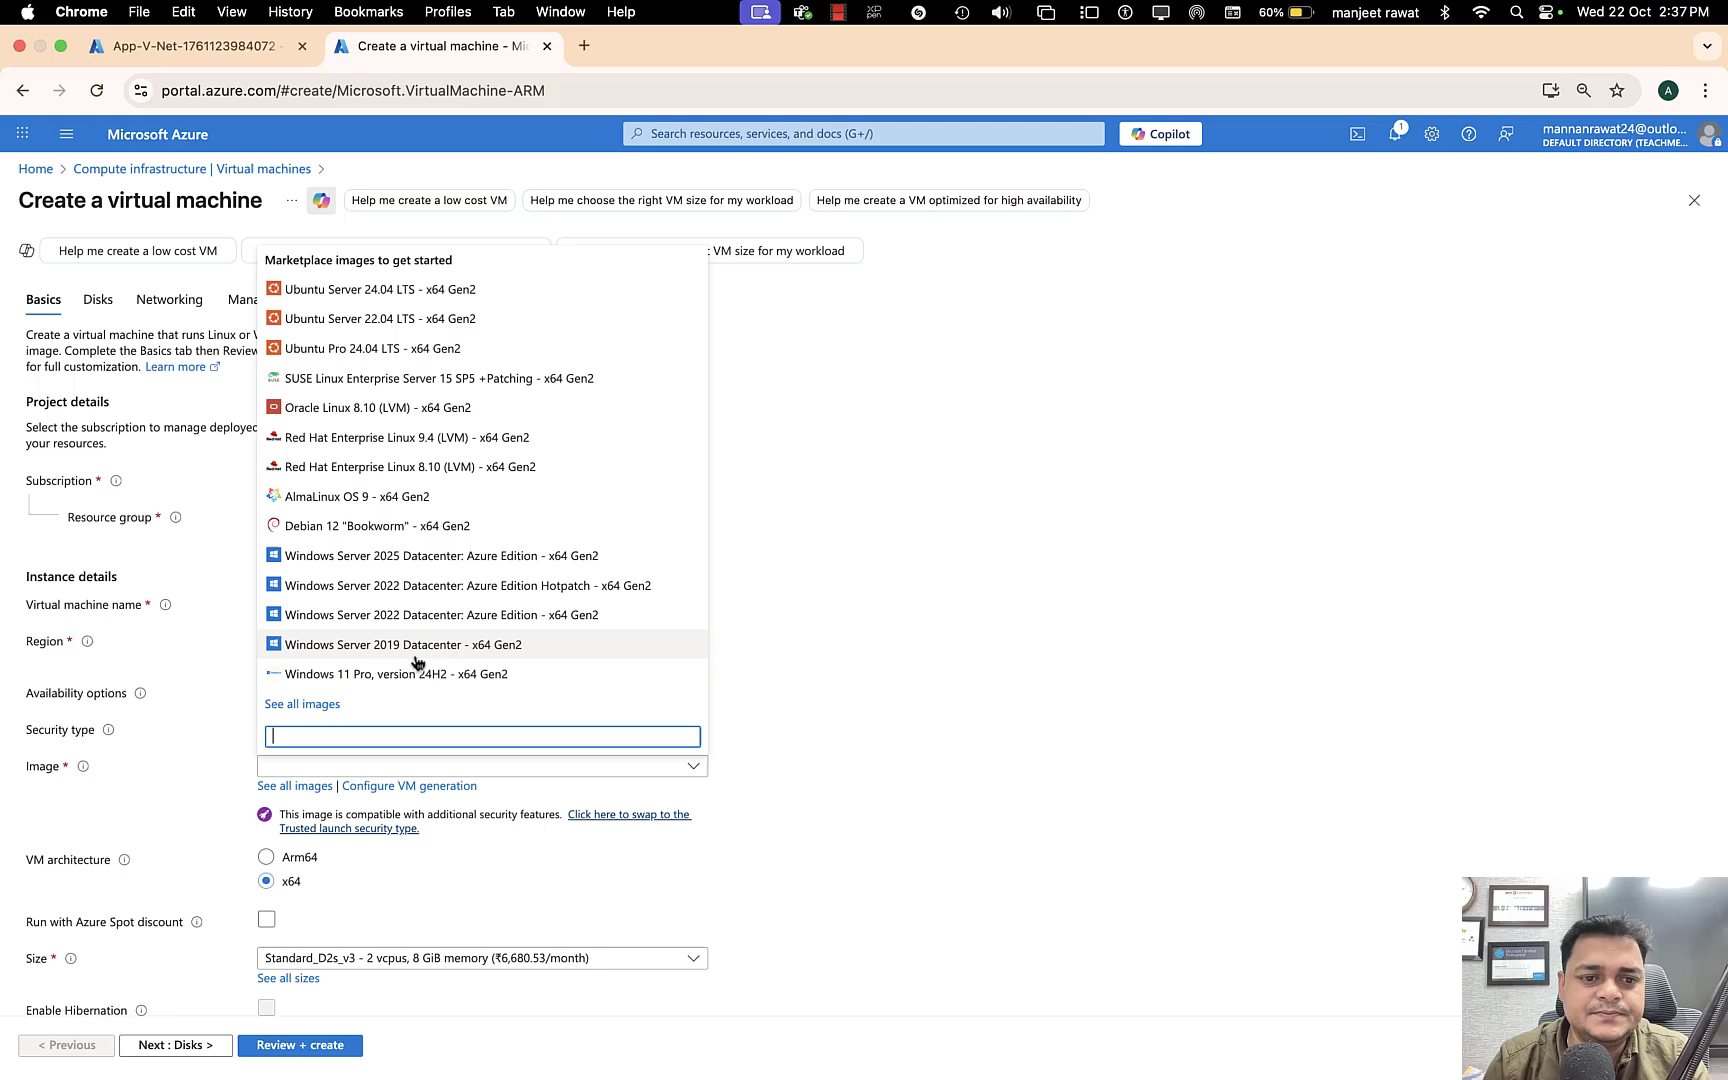 Chrome File Edit View History Bookmarks Profiles Tab Window Help 60% manjeet rawat Wed 22 Oct 2:37 PM
App-V-Net-1761123984072 - Create a virtual machine - Mi
portal.azure.com/#create/Microsoft.VirtualMachine-ARM A
Microsoft Azure Search resources, services, and docs (G+/) Copilot 1 mannanrawat24@outlo...
DEFAULT DIRECTORY (TEACHME...
Home > Compute infrastructure | Virtual machines >
Create a virtual machine ... Help me create a low cost VM Help me choose the right VM size for my workload Help me create a VM optimized for high availability
Help me create a low cost VM VM size for my workload
Marketplace images to get started
Ubuntu Server 24.04 LTS - x64 Gen2
Basics Disks Networking Mana
Ubuntu Server 22.04 LTS - x64 Gen2
Create a virtual machine that runs Linux or
image. Complete the Basics tab then Review
for full customization. Learn more
Ubuntu Pro 24.04 LTS - x64 Gen2
SUSE Linux Enterprise Server 15 SP5 +Patching - x64 Gen2
Project details
Oracle Linux 8.10 (LVM) - x64 Gen2
Select the subscription to manage deployed
your resources.
Red Hat Enterprise Linux 9.4 (LVM) - x64 Gen2
Red Hat Enterprise Linux 8.10 (LVM) - x64 Gen2
Subscription *
AlmaLinux OS 9 - x64 Gen2
Resource group *
Debian 12 "Bookworm" - x64 Gen2
Windows Server 2025 Datacenter: Azure Edition - x64 Gen2
Instance details
Windows Server 2022 Datacenter: Azure Edition Hotpatch - x64 Gen2
Virtual machine name *
Windows Server 2022 Datacenter: Azure Edition - x64 Gen2
Region *
Windows Server 2019 Datacenter - x64 Gen2
Windows 11 Pro, version 24H2 - x64 Gen2
Availability options
See all images
Security type
Image *
See all images | Configure VM generation
This image is compatible with additional security features. Click here to swap to the
Trusted launch security type.
VM architecture Arm64
x64
Run with Azure Spot discount
Size * Standard_D2s_v3 - 2 vcpus, 8 GiB memory (₹6,680.53/month)
See all sizes
Enable Hibernation
< Previous Next : Disks > Review + create